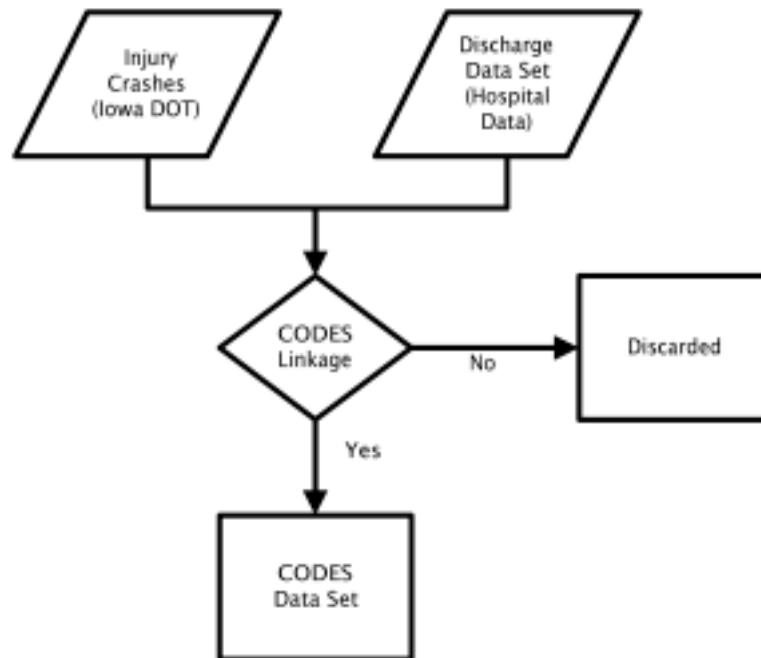 Injury
Crashes
(Iowa DOT)
Discharge
Data Set
(Hospital
Data)
CODES
Linkage
No
Discarded
Yes
CODES
Data Set